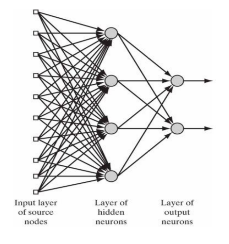 Input layer
of source
nodes
Layer of
hidden
neurons
Layer of
output
neurons